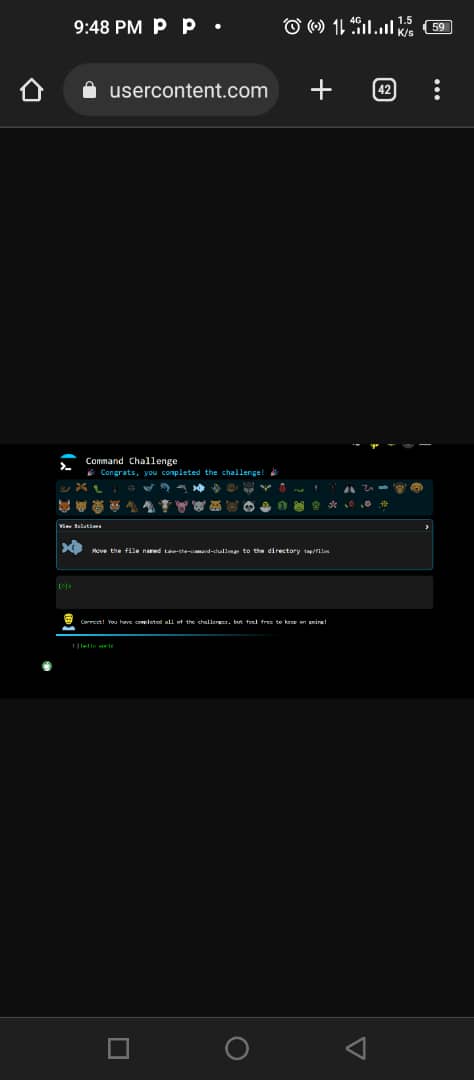 9:48 PM
4G
1.5
K/s
59
usercontent.com
42
Command Challenge
Congrats, you completed the challenge!
View Solutions
Move the file named take-the-command-challenge to the directory tmp/files
Correct! You have completed all of the challenges, but feel free to keep on going!
hello world